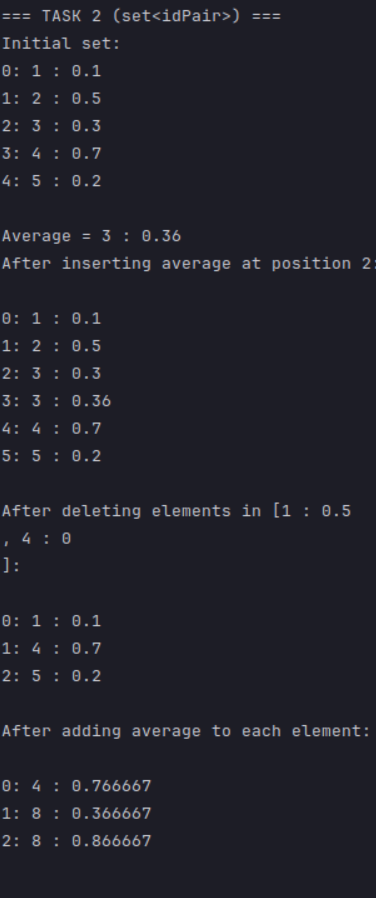 === TASK 2 (set<idPair>) ===
Initial set:
0: 1 : 0.1
1: 2 : 0.5
2: 3 : 0.3
3: 4 : 0.7
4: 5 : 0.2
Average = 3 : 0.36
After inserting average at position 2:
0: 1 : 0.1
1: 2 : 0.5
2: 3 : 0.3
3: 3 : 0.36
4: 4 : 0.7
5: 5 : 0.2
After deleting elements in [1 : 0.5
, 4 : 0
]:
0: 1 : 0.1
1: 4 : 0.7
2: 5 : 0.2
After adding average to each element:
0: 4 : 0.766667
1: 8 : 0.366667
2: 8 : 0.866667